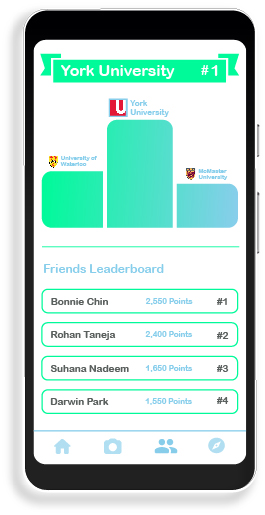 York University #1
York
University
University of
Waterloo
McMaster
University
Friends Leaderboard
Bonnie Chin 2,550 Points #1
Rohan Taneja 2,400 Points #2
Suhana Nadeem 1,650 Points #3
Darwin Park 1,550 Points #4